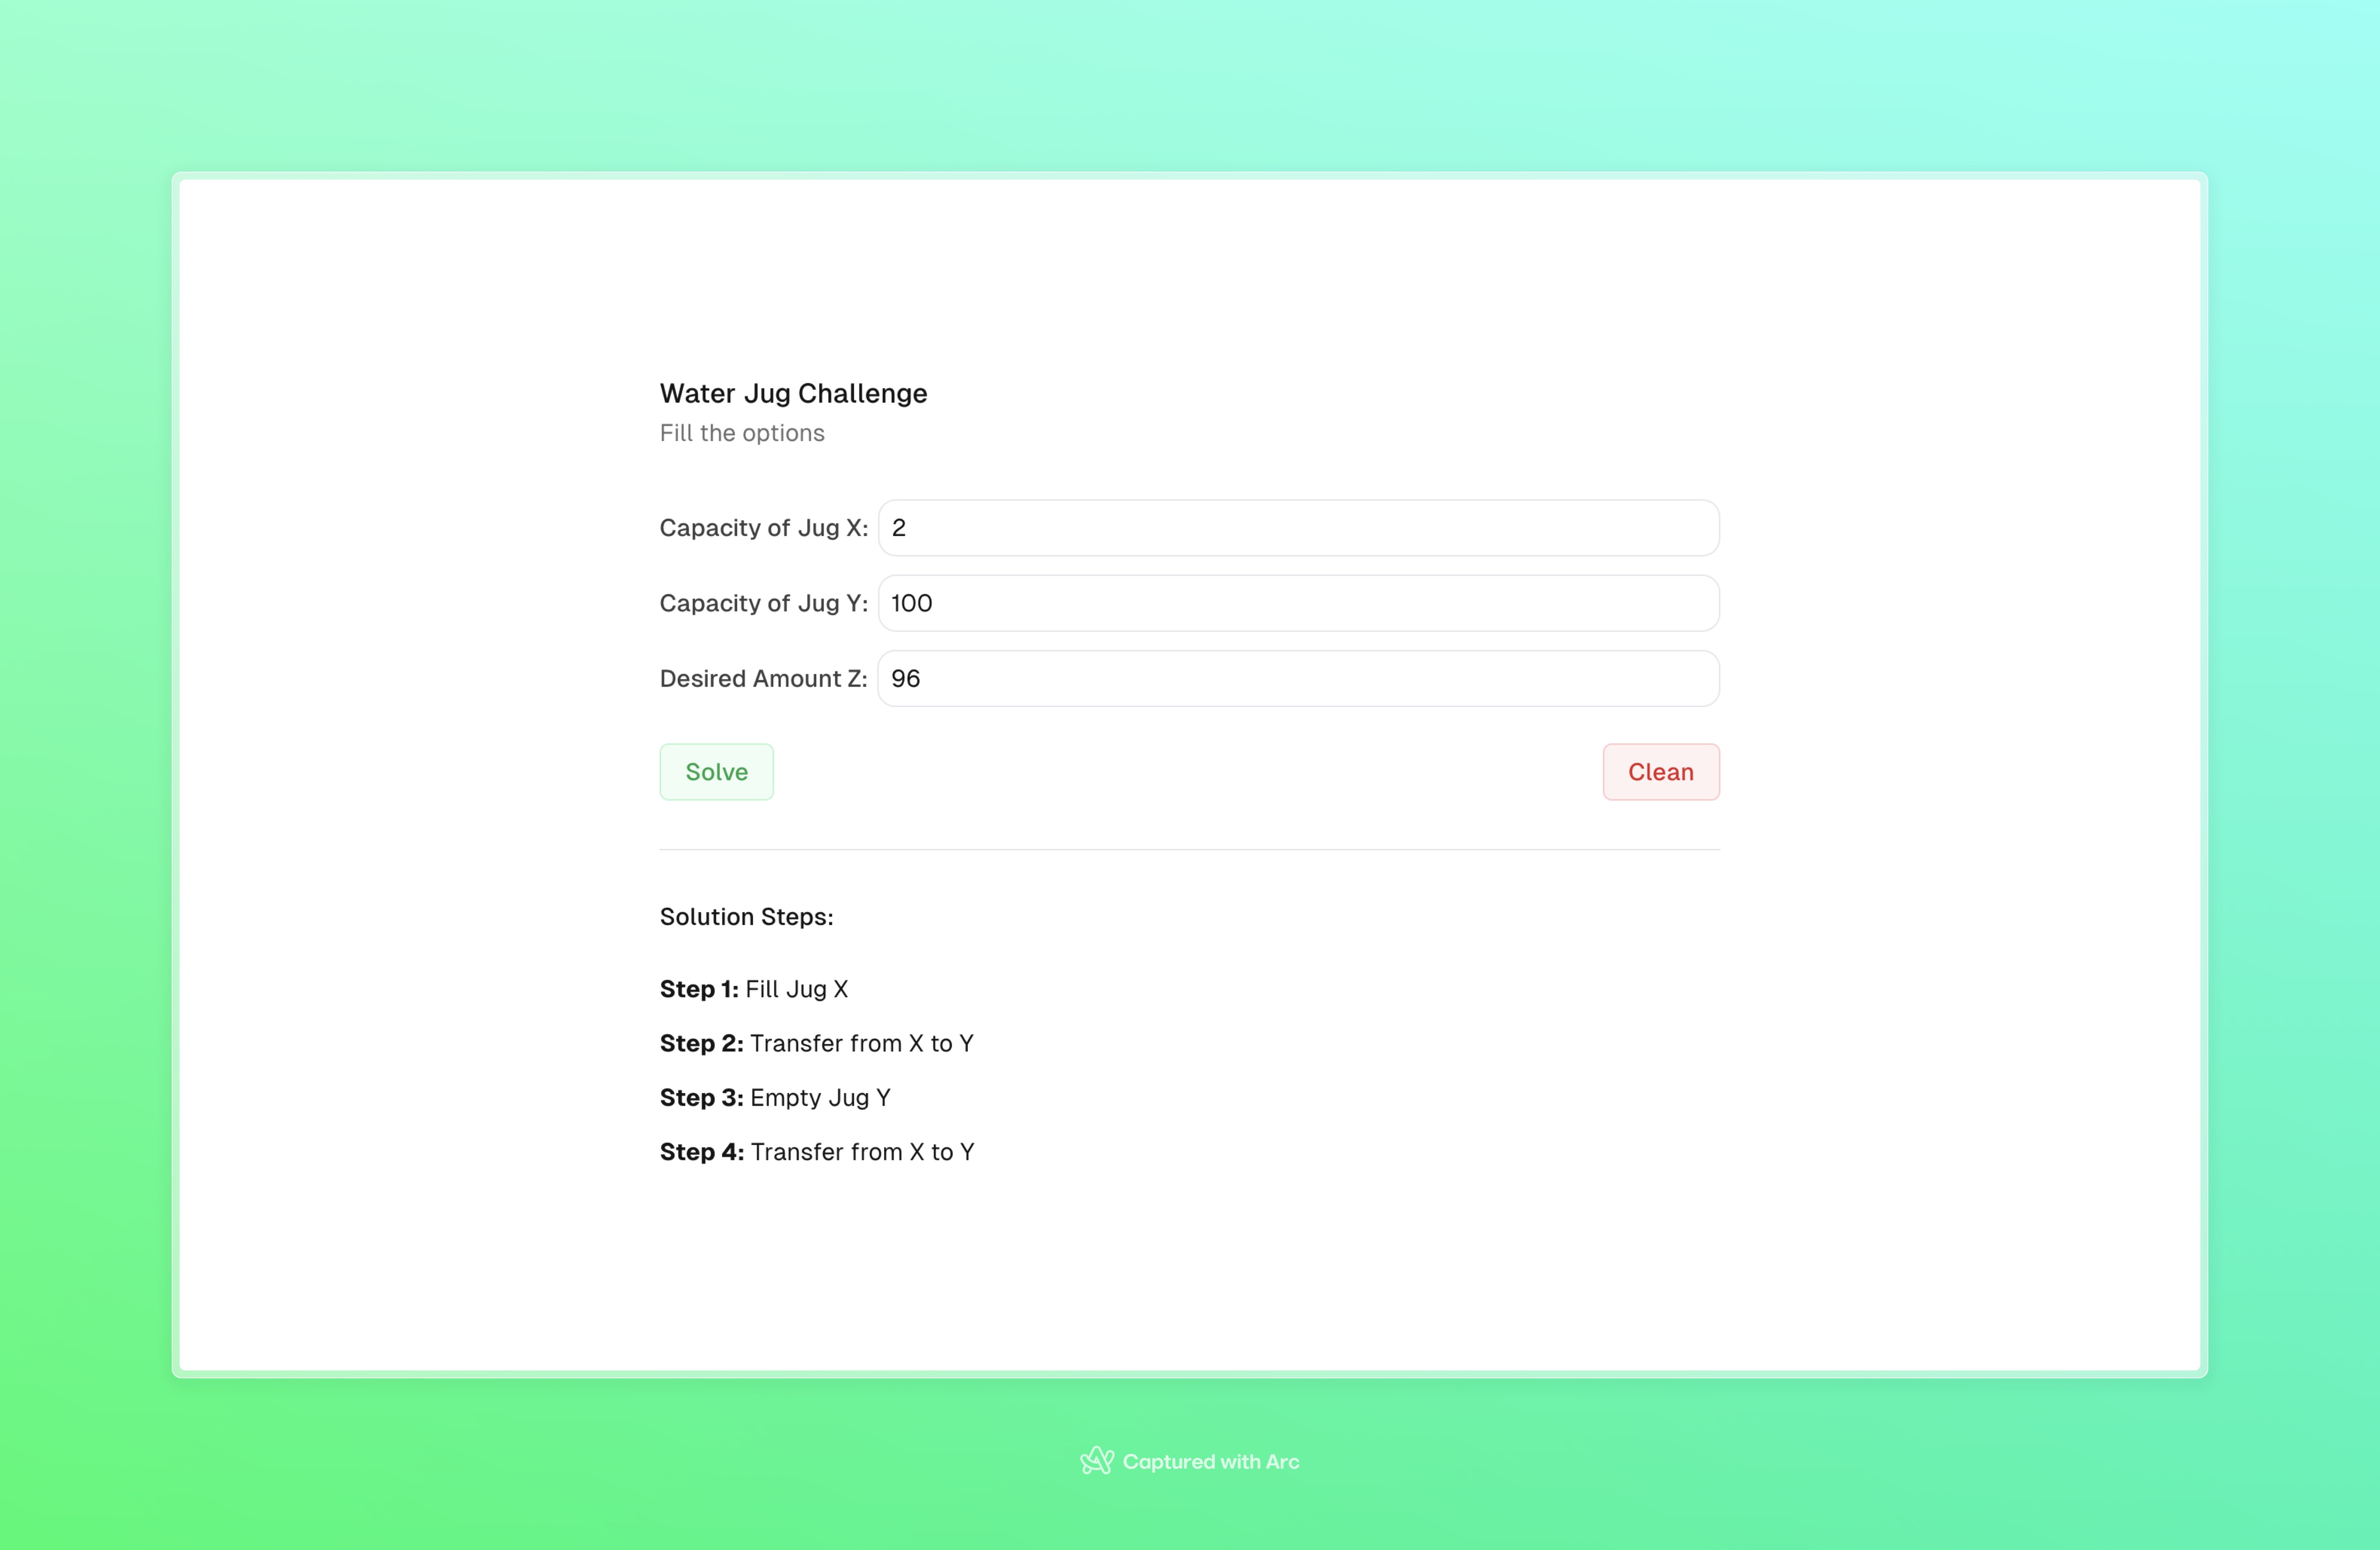 Water Jug Challenge
Fill the options
Capacity of Jug X: 2
Capacity of Jug Y: 100
Desired Amount Z: 96
Solve Clean
Solution Steps:
Step 1: Fill Jug X
Step 2: Transfer from X to Y
Step 3: Empty Jug Y
Step 4: Transfer from X to Y
Captured with Arc